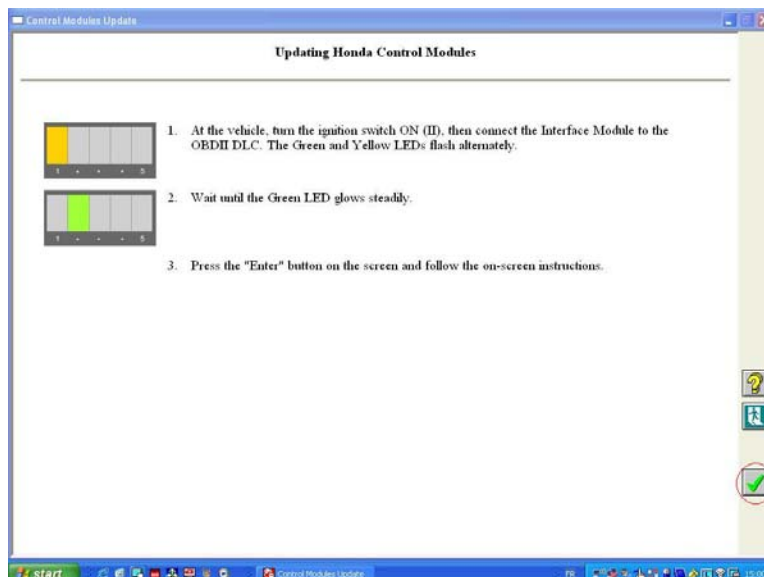 Control Modules Update
Updating Honda Control Modules
1. At the vehicle, turn the ignition switch ON (II), then connect the Interface Module to the
OBDII DLC. The Green and Yellow LEDs flash alternately.
1 - - - 5
2. Wait until the Green LED glows steadily.
1 - - - 5
3. Press the "Enter" button on the screen and follow the on-screen instructions.
start
Control Modules Update
FR
15:00